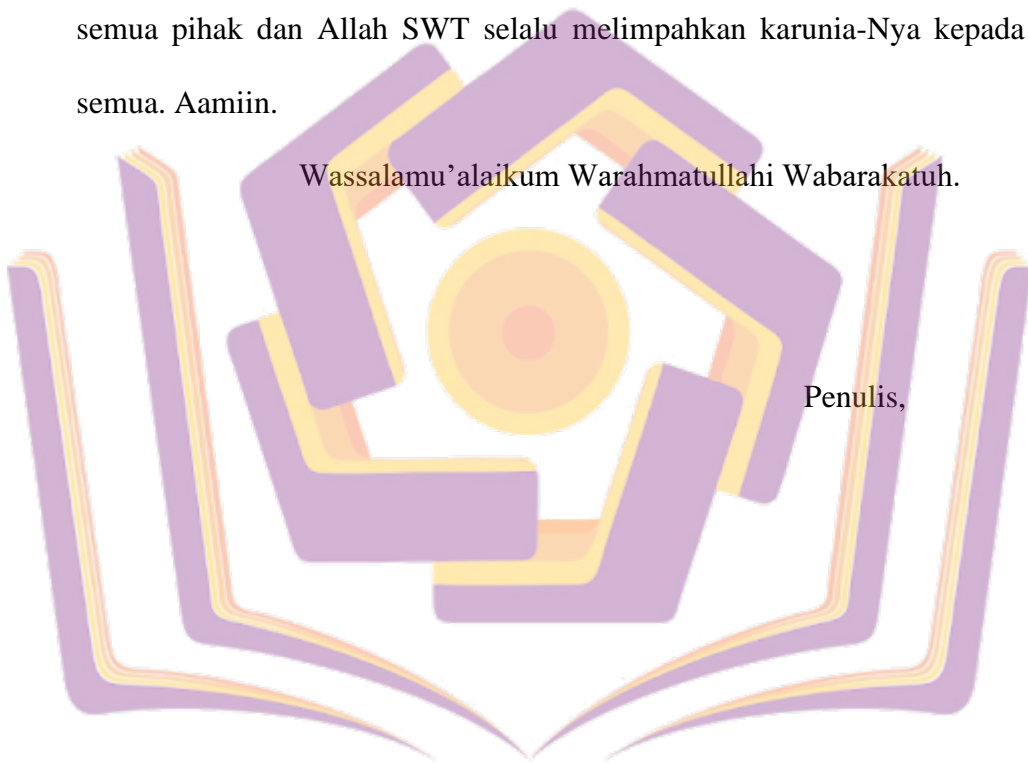 semua pihak dan Allah SWT selalu melimpahkan karunia-Nya kepada
semua. Aamiin.
Wassalamu’alaikum Warahmatullahi Wabarakatuh.
Penulis,